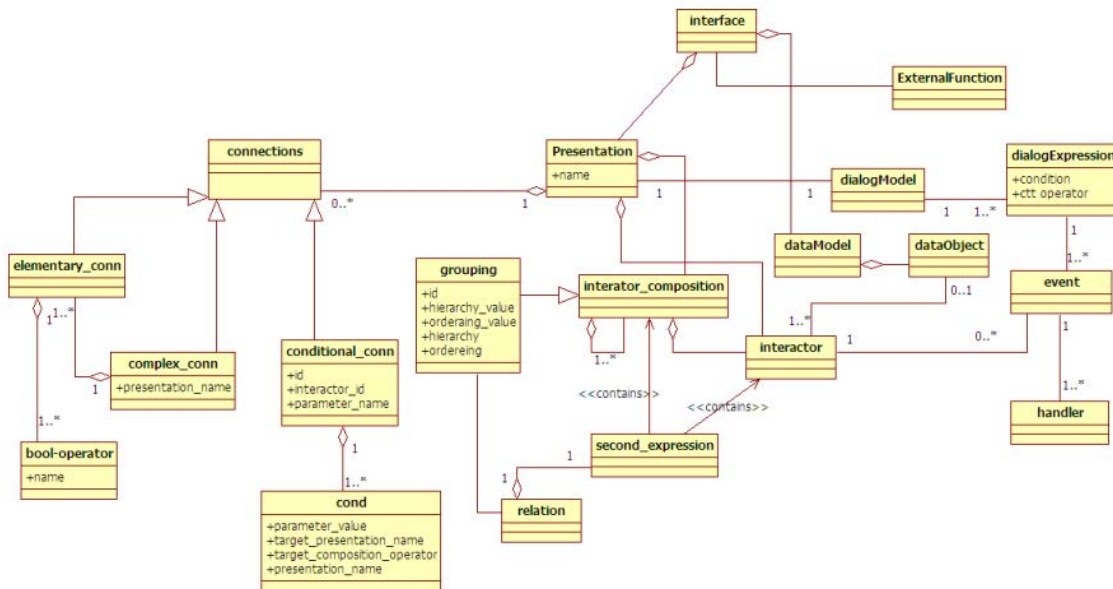 interface
ExternalFunction
connections
Presentation
+name
dialogModel
dialogExpression
+condition
+ctt operator
0..*
1
1
1
1
1..*
1
1..*
elementary_conn
grouping
+id
+hierarchy_value
+orderaing_value
+hierarchy
+ordereing
interator_composition
1..*
dataModel
dataObject
0..1
event
1
1..*
1
1..*
complex_conn
+presentation_name
1
1..*
conditional_conn
+id
+interactor_id
+parameter_name
1
1..*
interactor
1..*
1
0..*
<<contains>>
<<contains>>
handler
bool-operator
+name
second_expression
1
1
relation
cond
+parameter_value
+target_presentation_name
+target_composition_operator
+presentation_name